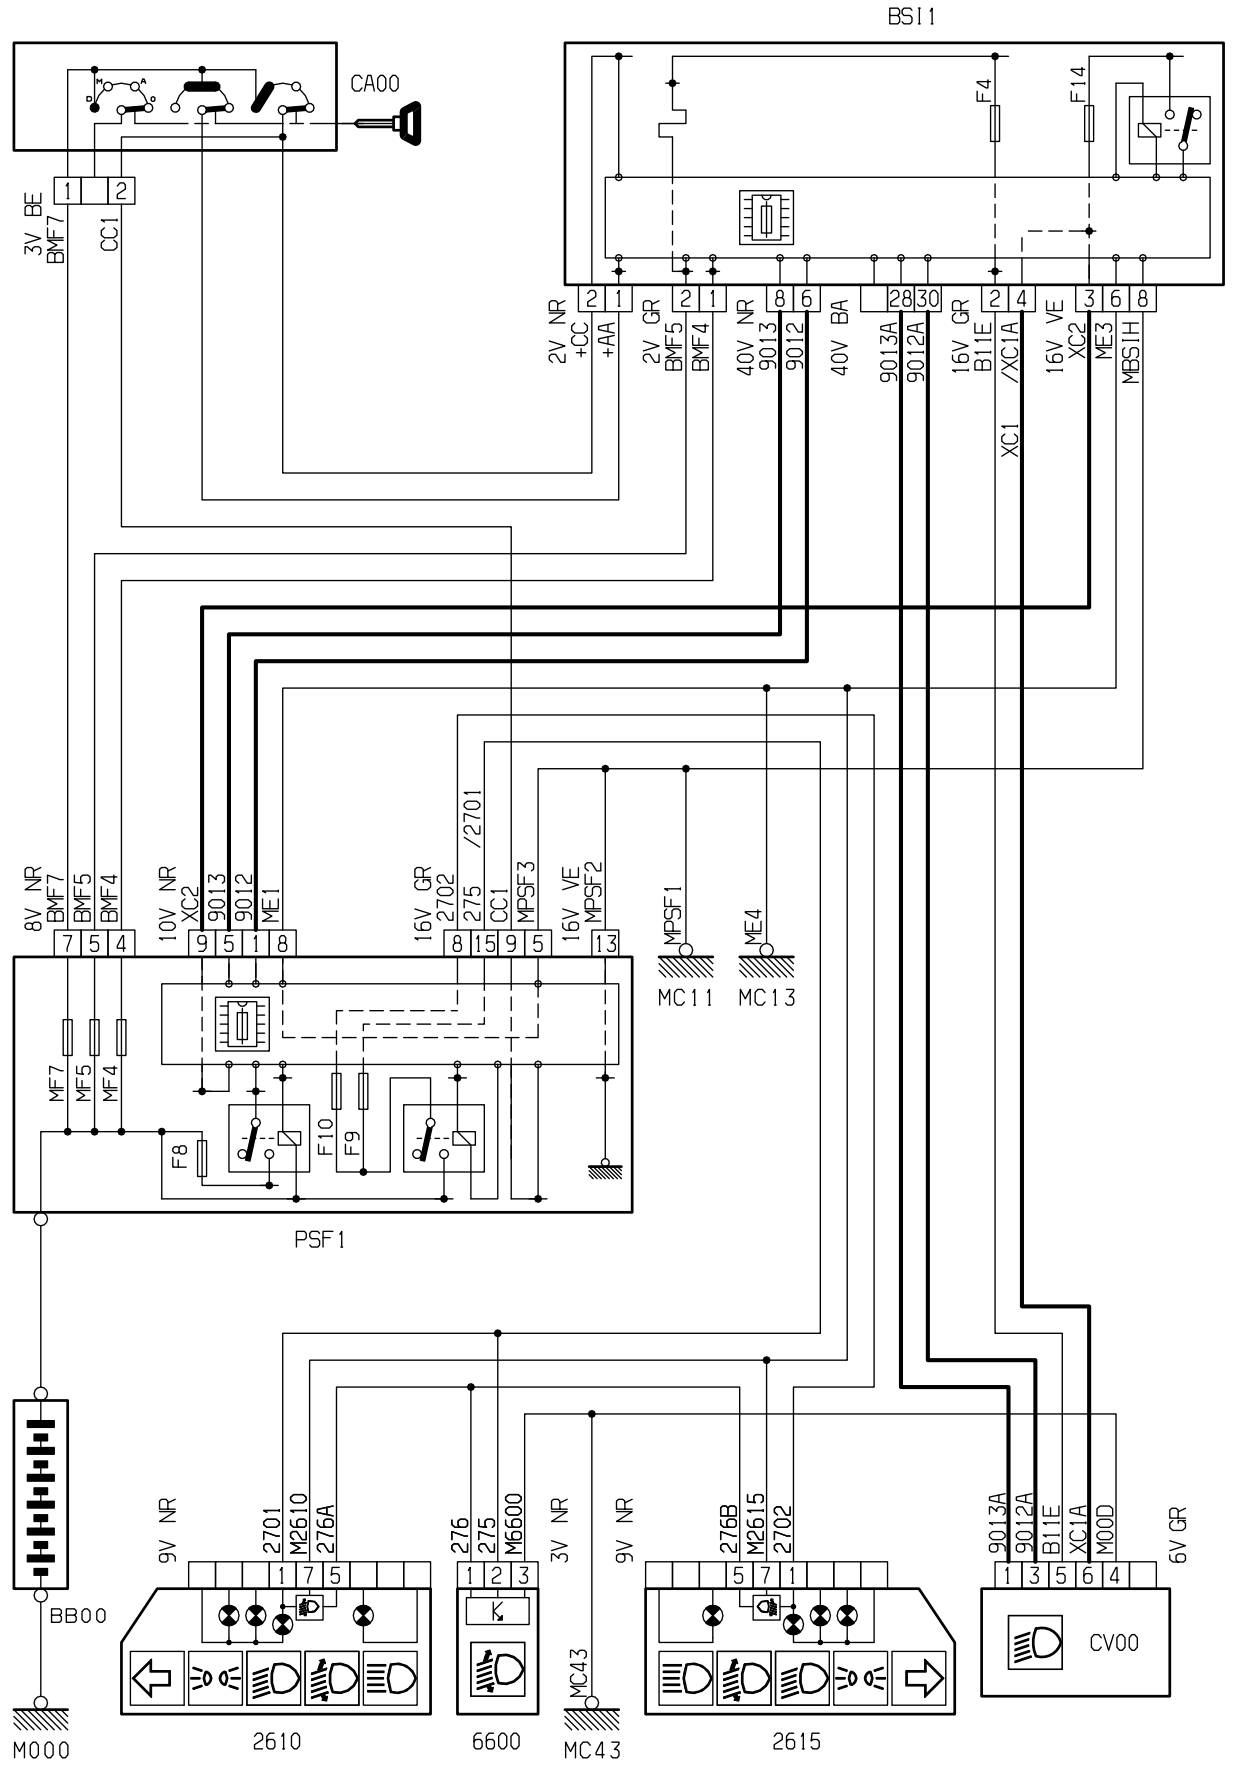 BSI1
CA00
M
A
D
O
F4
F14
1
2
3V BE
BMF7
CC1
2
1
2
1
8
6
28
30
2
4
3
6
8
2V NR
+CC
+AA
2V GR
BMF5
BMF4
40V NR
9013
9012
40V BA
9013A
9012A
16V GR
B11E
/XC1A
XC1
16V VE
XC2
ME3
MBSIH
8V NR
BMF7
BMF5
BMF4
10V NR
XC2
9013
9012
ME1
16V GR
2702
275
/2701
CC1
MPSF3
16V VE
MPSF2
MPSF1
ME4
7
5
4
9
5
1
8
8
15
9
5
13
MC11
MC13
MF7
MF5
MF4
F8
F10
F9
PSF1
9V NR
2701
M2610
276A
276
275
M6600
3V NR
9V NR
276B
M2615
2702
9013A
9012A
B11E
XC1A
M00D
6V GR
1
7
5
1
2
3
5
7
1
1
3
5
6
4
BB00
K
CV00
MC43
M000
2610
6600
MC43
2615